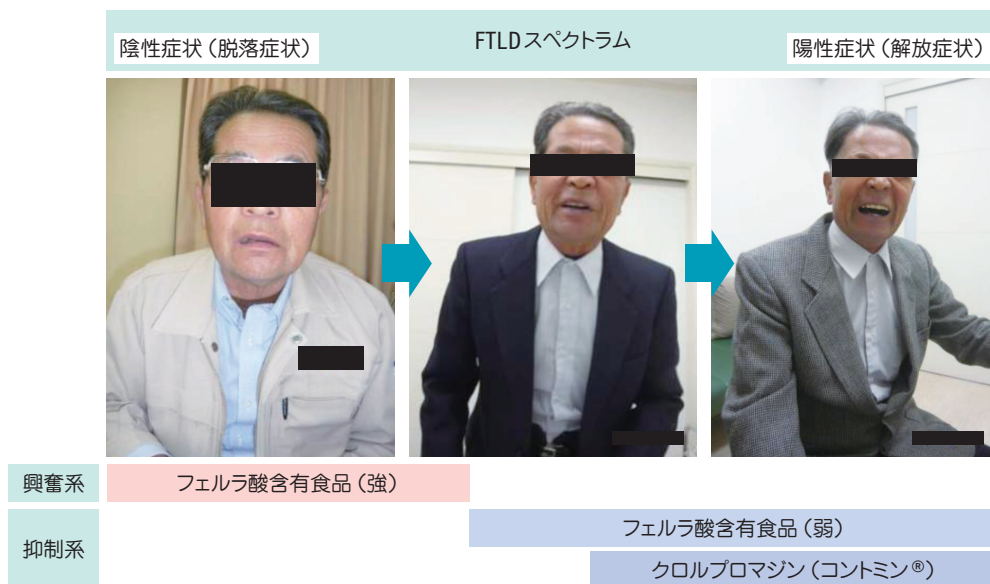 陰性症状（脱落症状）
FTLDスペクトラム
陽性症状（解放症状）
興奮系
フェルラ酸含有食品（強）
抑制系
フェルラ酸含有食品（弱）
クロルプロマジン（コントミン®）